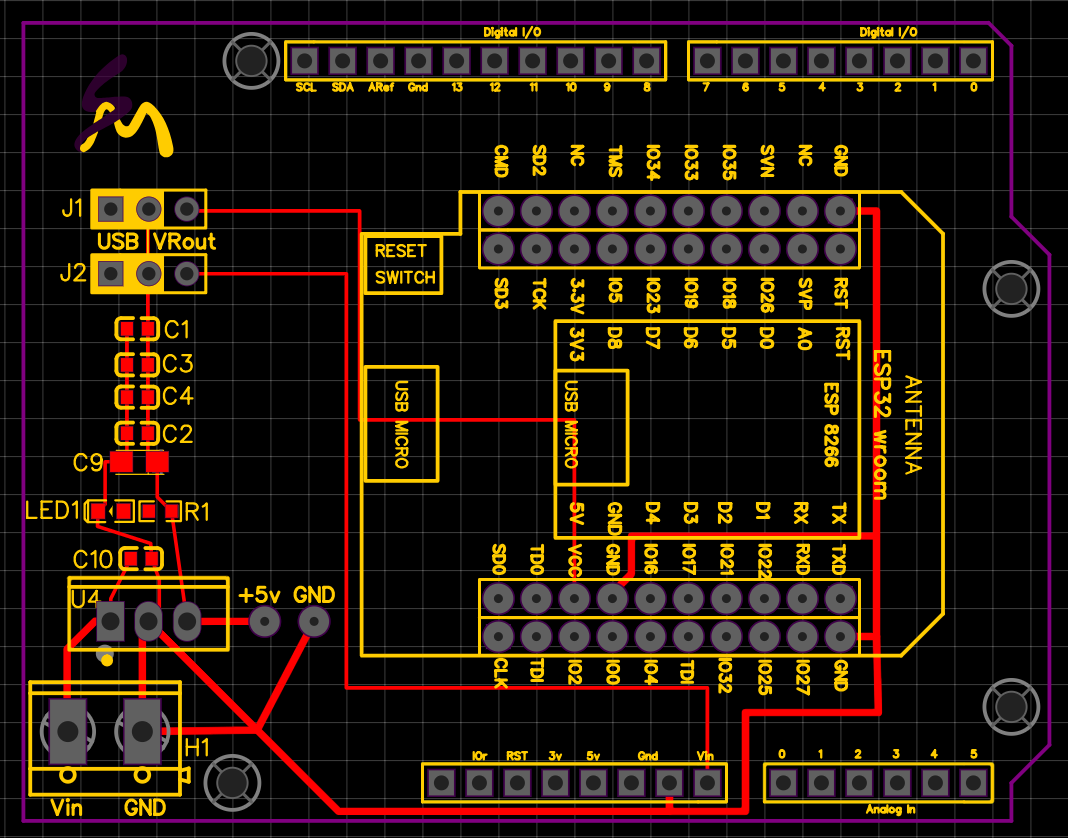 Digital I/O Digital I/O
SCL SDA ARef Gnd 13 12 11 10 9 8 7 6 5 4 3 2 1 0
CMD SD2 NC TMS IO34 IO33 IO35 SVN NC GND
J1
USB VRout
J2
RESET
SWITCH
SD3 TCK 3.3V IO5 IO23 IO19 IO18 IO26 SVP RST
C1
C3
C4
C2
C9
LED1 R1
C10
U4
+5v GND
3V3 D8 D7 D6 D5 D0 A0 RST
USB MICRO
USB MICRO
ESP 8266
ESP32 wroom
ANTENNA
5V GND D4 D3 D2 D1 RX TX
SD0 TD0 VCC GND IO16 IO17 IO21 IO22 RXD TXD
CLK TDI IO2 IO0 IO4 TDI IO32 IO25 IO27 GND
H1
Vin GND
IOr RST 3v 5v Gnd Vin
0 1 2 3 4 5
Analog In